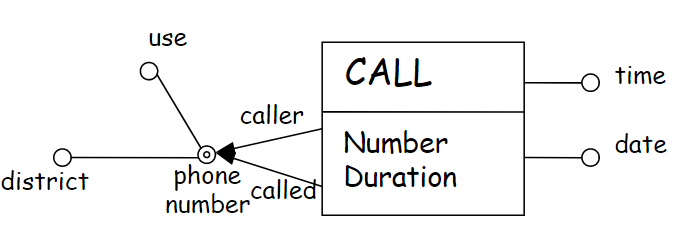 use
CALL
time
caller
Number
date
Duration
district
phone
number
called